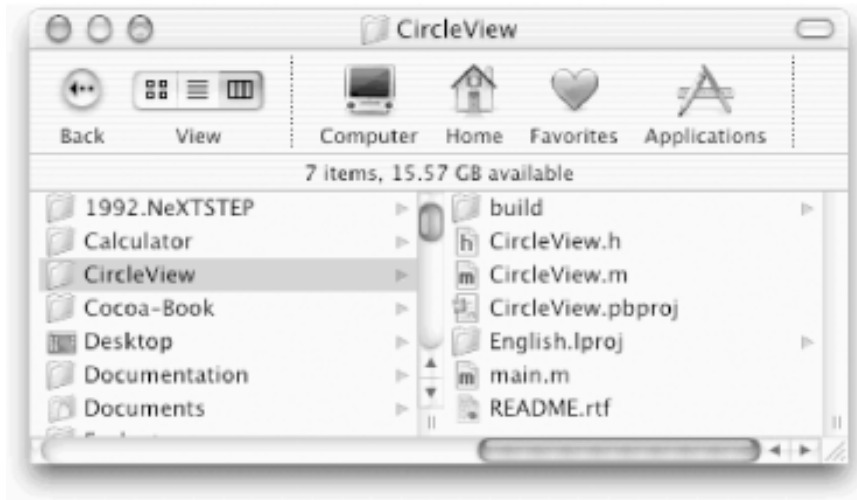 CircleView
Back View Computer Home Favorites Applications
7 items, 15.57 GB available
1992.NeXTSTEP
Calculator
CircleView
Cocoa-Book
Desktop
Documentation
Documents
build
CircleView.h
CircleView.m
CircleView.pbproj
English.lproj
main.m
README.rtf